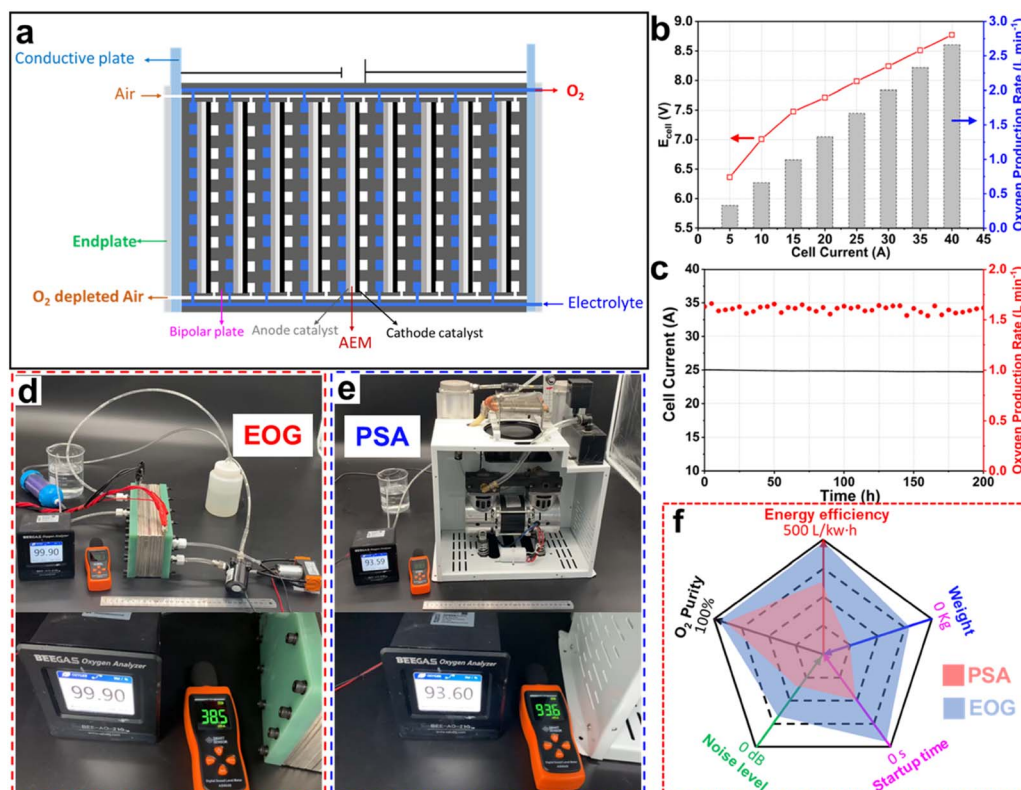 a
Conductive plate
Air
O₂
Endplate
O₂ depleted Air
Electrolyte
Bipolar plate
Anode catalyst
AEM
Cathode catalyst
b
9.0
8.5
8.0
7.5
7.0
6.5
6.0
5.5
E_cell (V)
3.0
2.5
2.0
1.5
1.0
0.5
0.0
Oxygen Production Rate (L min⁻¹)
0 5 10 15 20 25 30 35 40 45
Cell Current (A)
c
40
35
30
25
20
15
10
Cell Current (A)
2.0
1.5
1.0
0.5
0.0
Oxygen Production Rate (L min⁻¹)
0 50 100 150 200
Time (h)
d
EOG
99.90
BEEGAS Oxygen Analyzer
99.90
38.5
e
PSA
93.59
BEEGAS Oxygen Analyzer
93.60
93.6
f
Energy efficiency
500 L/kw·h
Weight
0 Kg
O₂ Purity
100%
Noise level
0 dB
Startup time
0 s
PSA
EOG